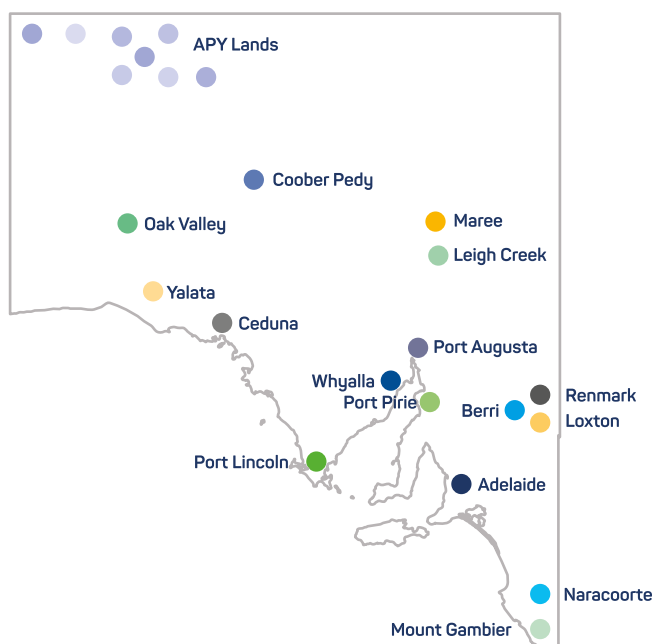 APY Lands
Coober Pedy
Oak Valley
Maree
Leigh Creek
Yalata
Ceduna
Port Augusta
Whyalla
Port Pirie
Renmark
Berri
Loxton
Port Lincoln
Adelaide
Naracoorte
Mount Gambier